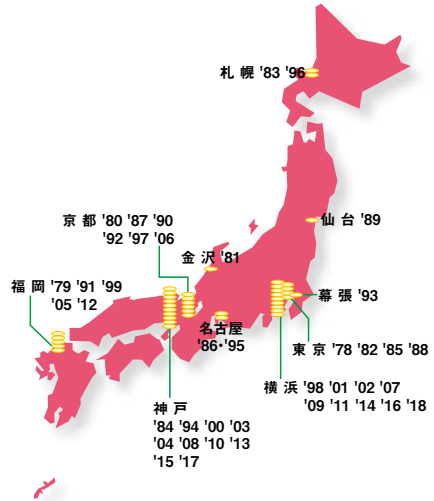 札幌 '83 '96
仙台 '89
京都 '80 '87 '90
'92 '97 '06
金沢 '81
福岡 '79 '91 '99
'05 '12
幕張 '93
名古屋
'86・'95
東京 '78 '82 '85 '88
横浜 '98 '01 '02 '07
'09 '11 '14 '16 '18
神戸
'84 '94 '00 '03
'04 '08 '10 '13
'15 '17